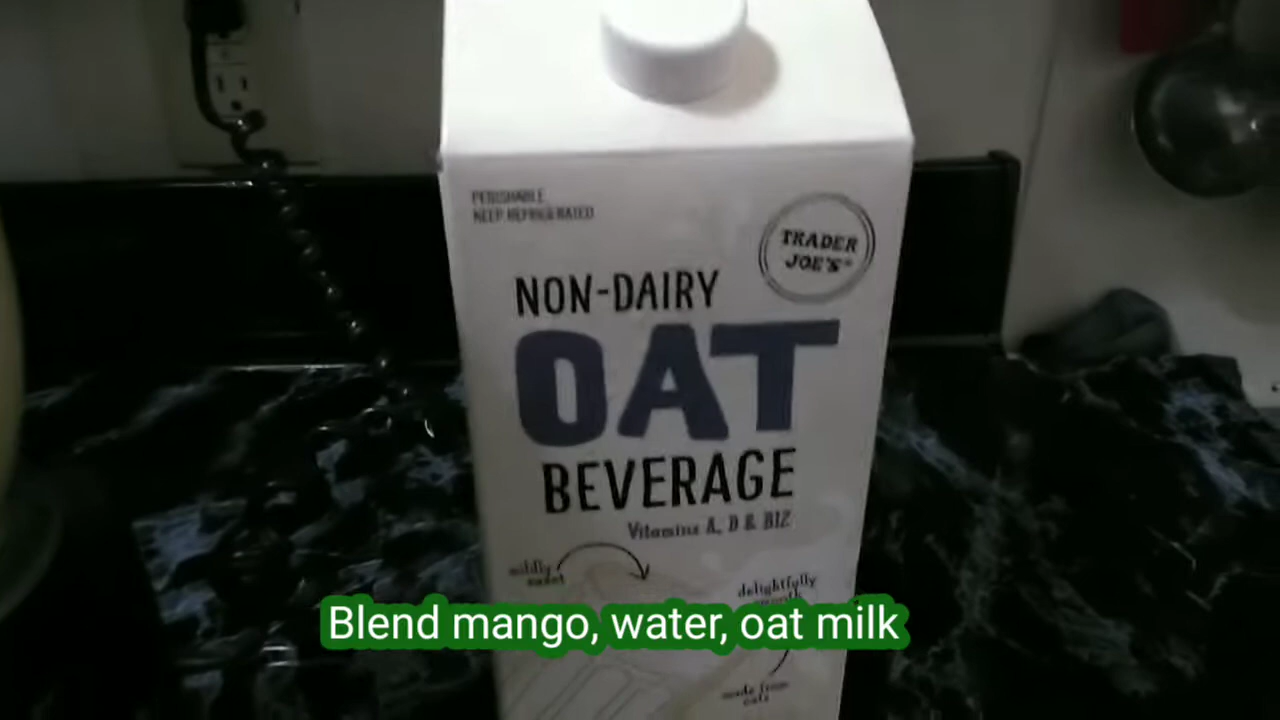 PERISHABLE
KEEP REFRIGERATED
TRADER
JOE'S
NON-DAIRY
OAT
BEVERAGE
Vitamins A, D & B12
mildly
sweet
delightfully
smooth
Blend mango, water, oat milk
made from
oats